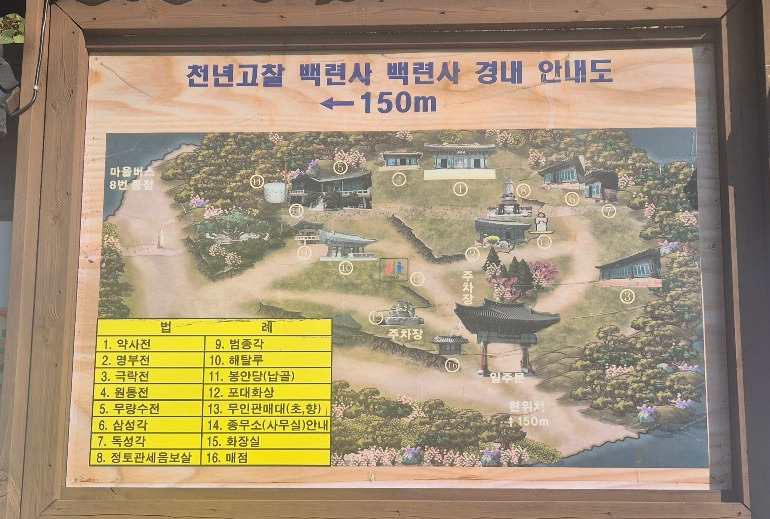 천년고찰 백련사 백련사 경내 안내도
←150m
마을버스
8번 종점
주차장
주차장
일주문
현위치
150m
범 례
1. 약사전
2. 명부전
3. 극락전
4. 원통전
5. 무량수전
6. 삼성각
7. 독성각
8. 정토관세음보살
9. 범종각
10. 해탈루
11. 봉안당(납골)
12. 포대화상
13. 무인판매대(초,향)
14. 종무소(사무실)안내
15. 화장실
16. 매점